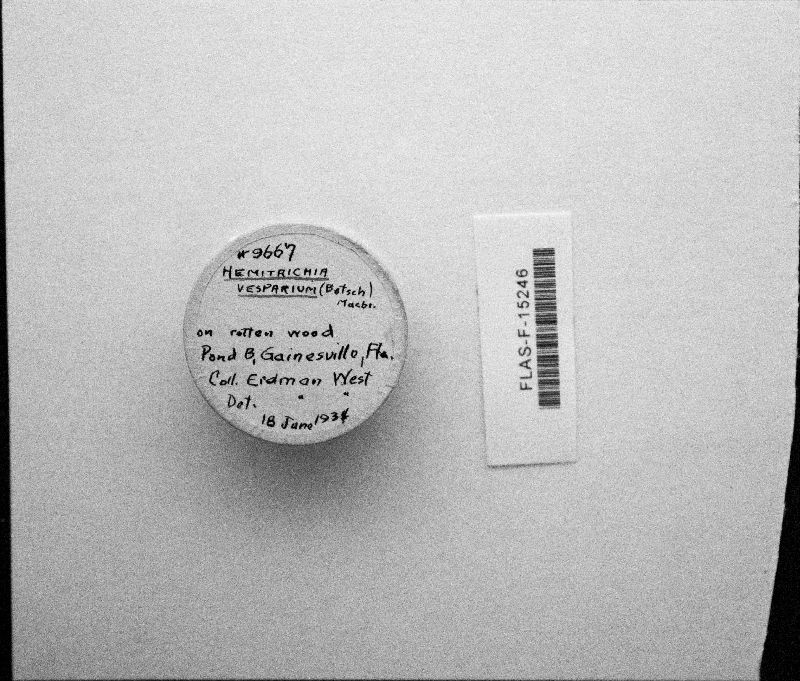 #9667
HEMITRICHIA
VESPARIUM (Batsch)
Macbr.
on rotten wood
Pond B, Gainesville, Fla.
Coll. Erdman West
Det. " "
18 June 1934
FLAS-F-15246